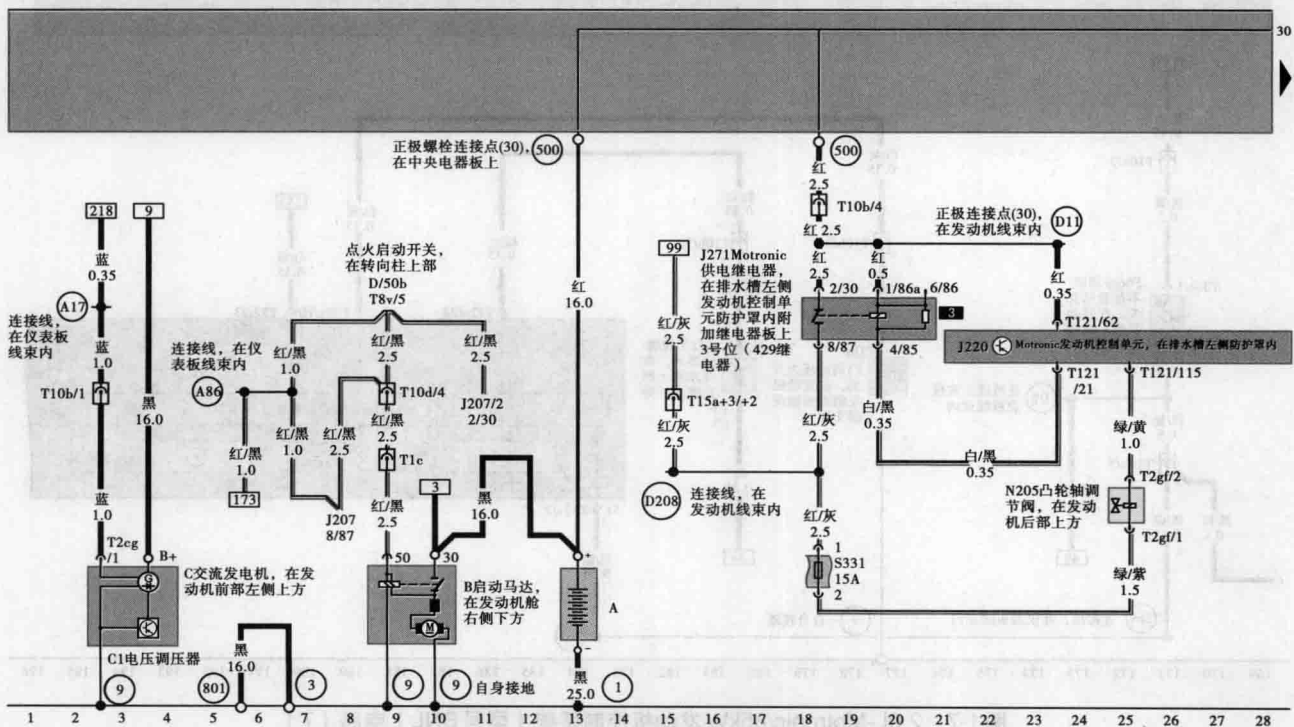 30
正极螺栓连接点(30),
在中央电器板上
500
500
红
2.5
T10b/4
红 2.5
正极连接点(30),
在发动机线束内
D11
218
9
蓝
0.35
A17
连接线,
在仪表板
线束内
蓝
1.0
T10b/1
黑
16.0
蓝
1.0
T2cg
/1
B+
C交流发电机，在发
动机前部左侧上方
C1电压调压器
点火启动开关，
在转向柱上部
D/50b
T8v/5
连接线，在仪
表板线束内
A86
红/黑
1.0
红/黑
2.5
红/黑
2.5
T10d/4
J207/2
2/30
红/黑
1.0
173
红/黑
1.0
红/黑
2.5
J207
8/87
红/黑
2.5
T1c
红/黑
2.5
3
黑
16.0
50
30
B启动马达，
在发动机舱
右侧下方
M
红
16.0
+
A
-
黑
25.0
99
红/灰
2.5
T15a+3/+2
红/灰
2.5
D208
连接线，在
发动机线束内
J271Motronic
供电继电器，
在排水槽左侧
发动机控制单
元防护罩内附
加继电器板上
3号位（429继
电器）
红
2.5
红
0.5
红
0.35
2/30
1/86a
6/86
3
8/87
4/85
T121/62
J220
Motronic发动机控制单元，在排水槽左侧防护罩内
T121
/21
T121/115
红/灰
2.5
白/黑
0.35
白/黑
0.35
绿/黄
1.0
T2gf/2
N205凸轮轴调
节阀，在发动
机后部上方
T2gf/1
绿/紫
1.5
红/灰
2.5
1
S331
15A
2
9
801
黑
16.0
3
9
9
自身接地
1
1 2 3 4 5 6 7 8 9 10 11 12 13 14 15 16 17 18 19 20 21 22 23 24 25 26 27 28